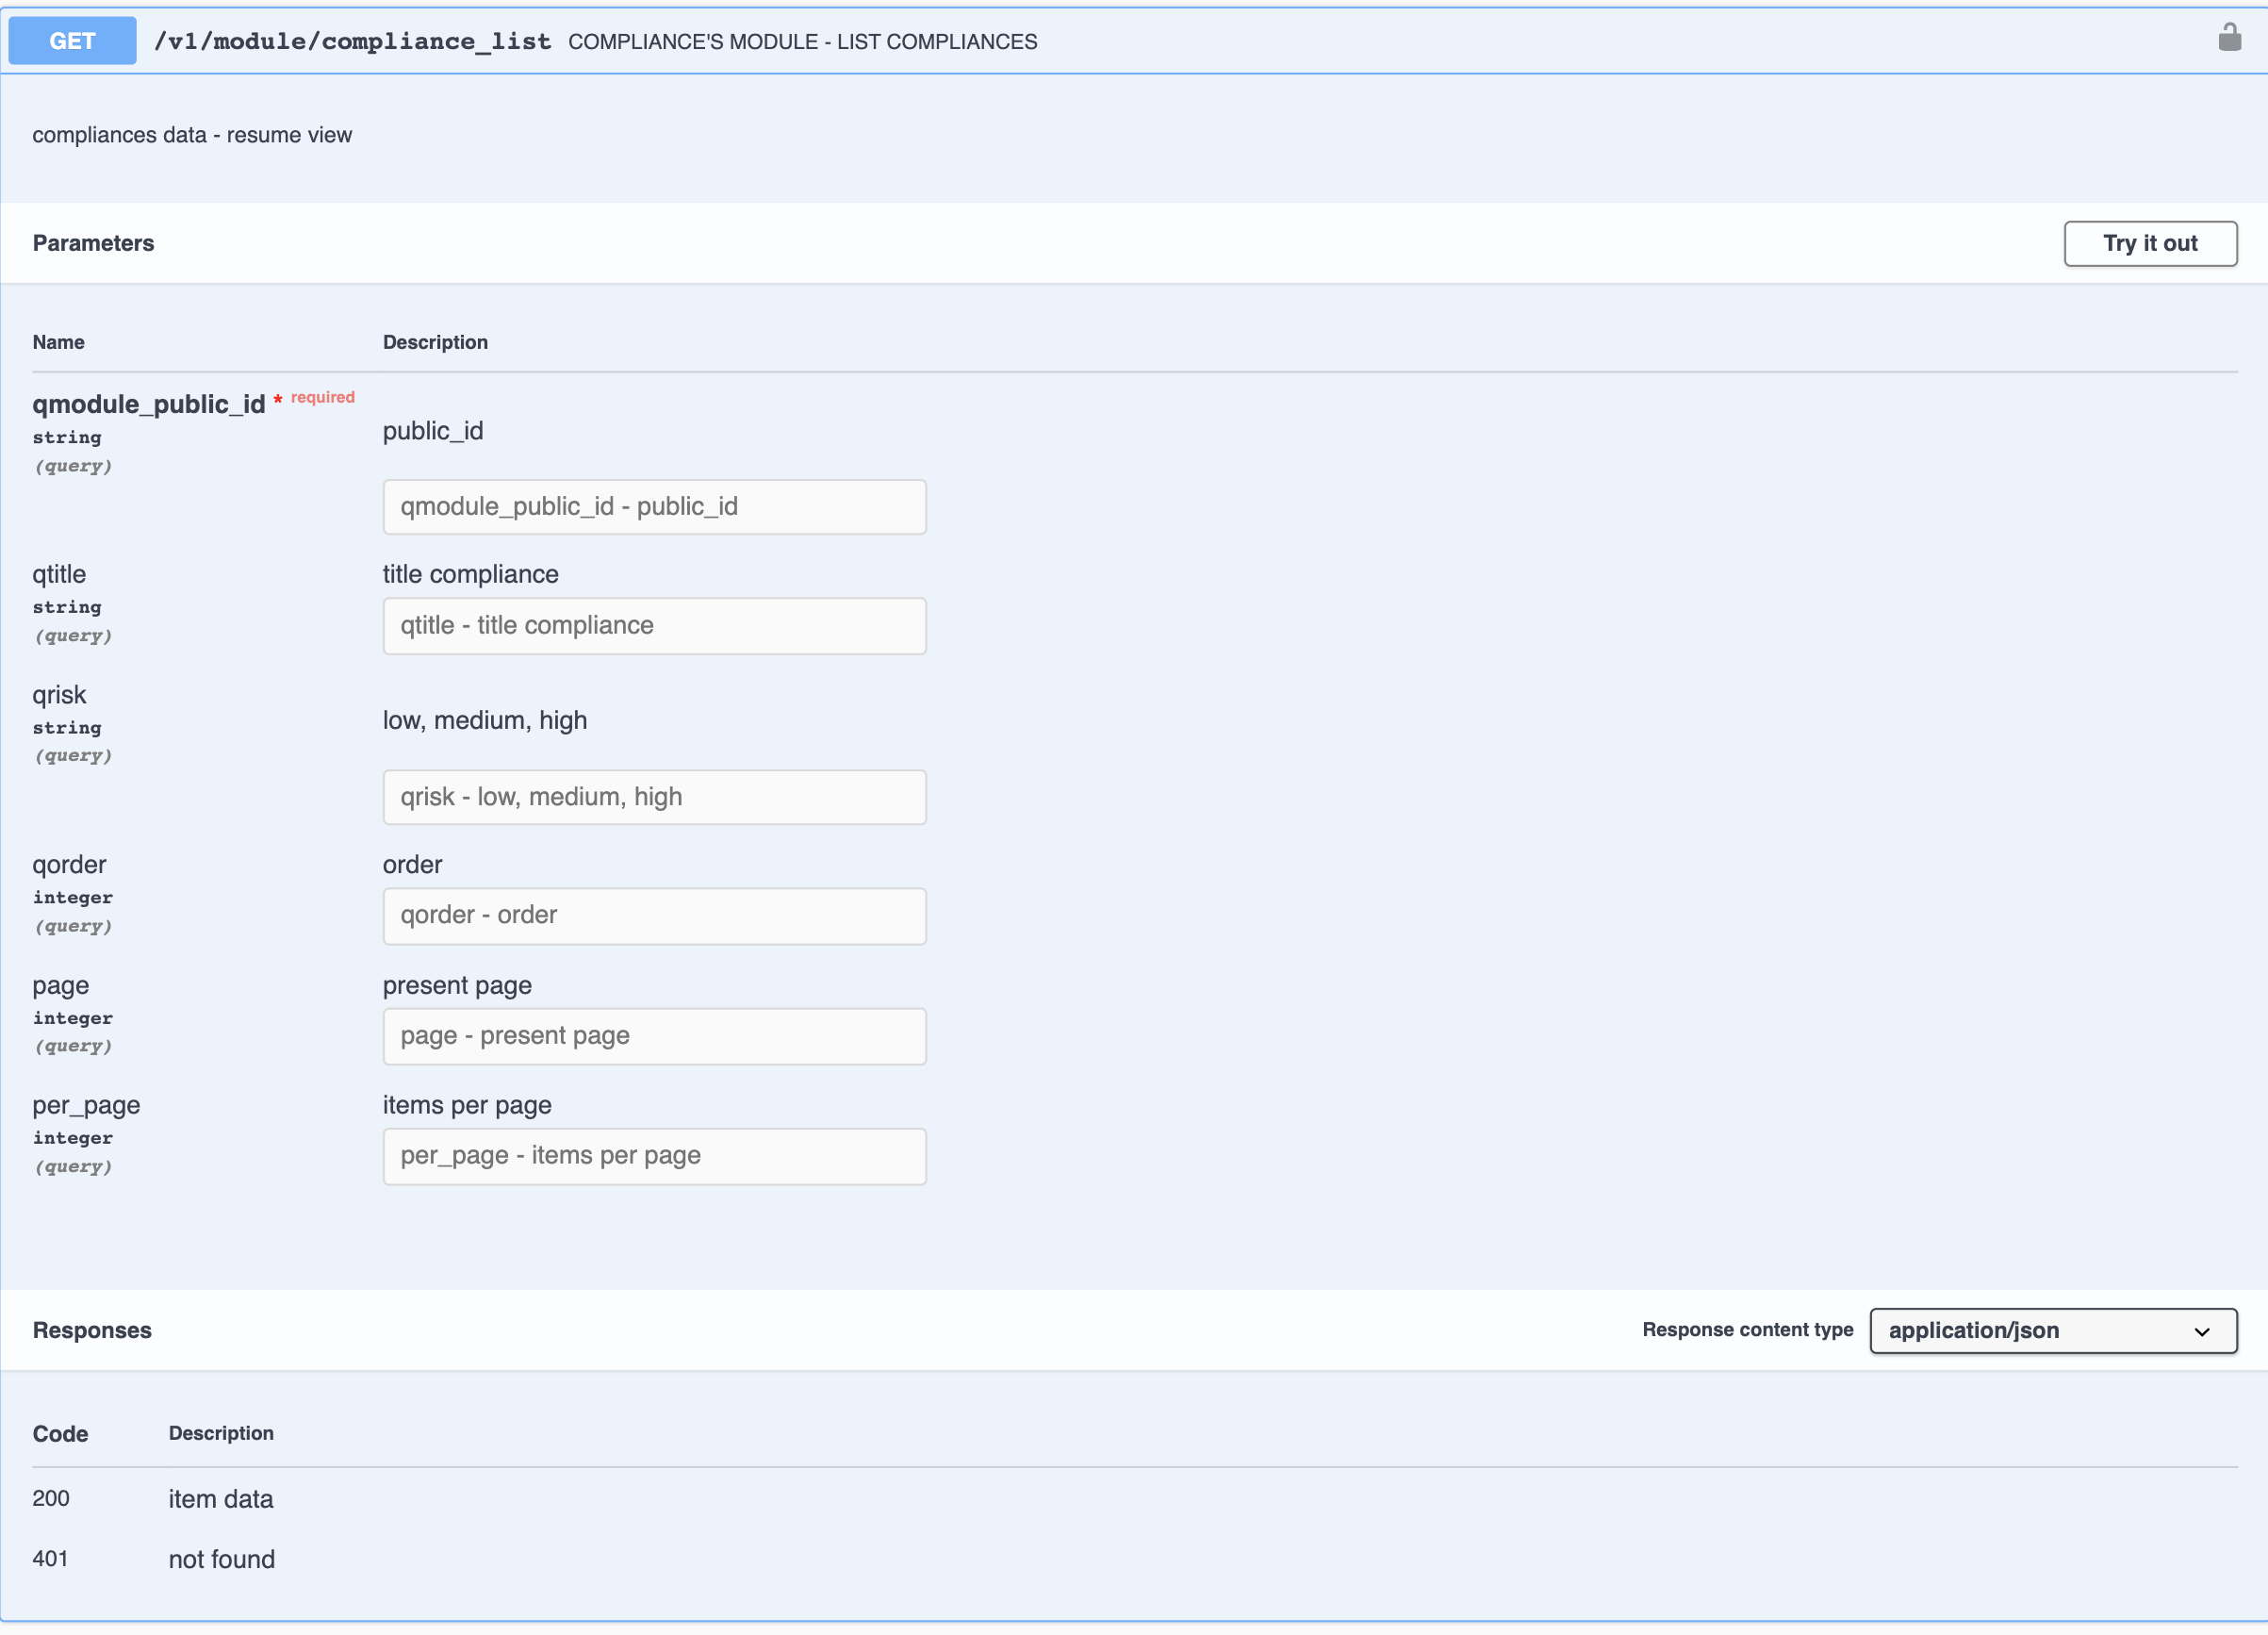 GET /v1/module/compliance_list COMPLIANCE'S MODULE - LIST COMPLIANCES
compliances data - resume view
Parameters
Try it out
Name Description
qmodule_public_id * required
string
(query)
public_id
qmodule_public_id - public_id
qtitle
string
(query)
title compliance
qtitle - title compliance
qrisk
string
(query)
low, medium, high
qrisk - low, medium, high
qorder
integer
(query)
order
qorder - order
page
integer
(query)
present page
page - present page
per_page
integer
(query)
items per page
per_page - items per page
Responses
Response content type application/json
Code Description
200 item data
401 not found